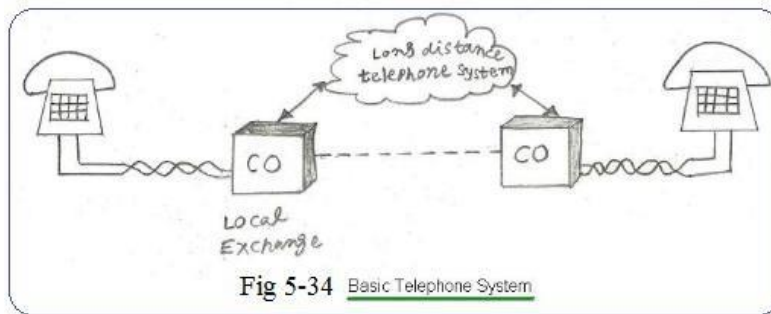 Long distance
telephone system
CO
CO
Local
Exchange
Fig 5-34 Basic Telephone System